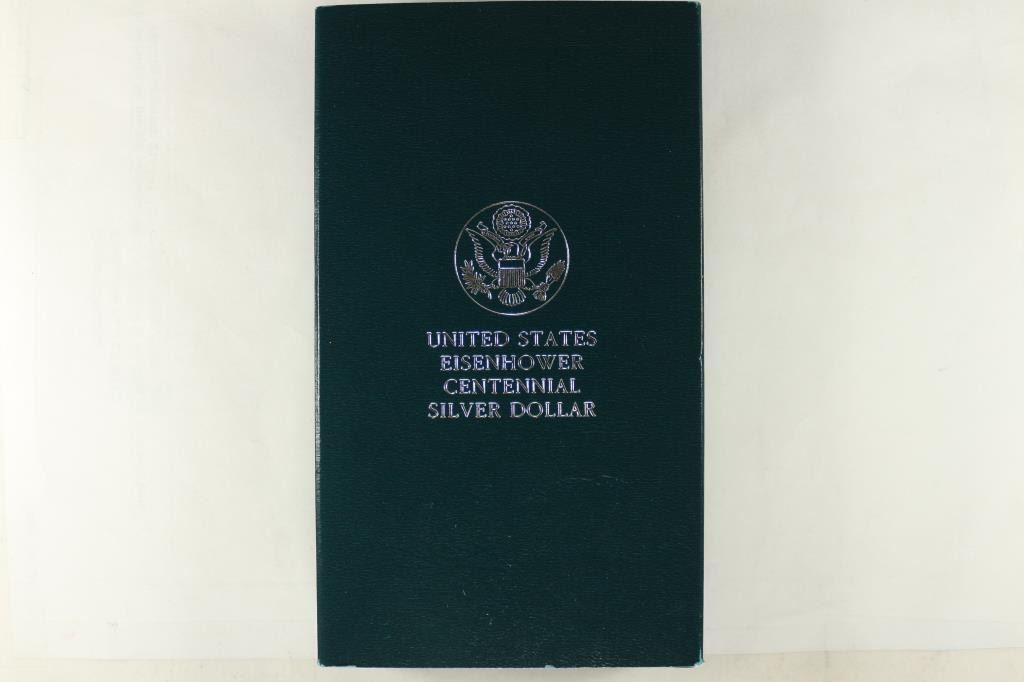 UNITED STATES
EISENHOWER
CENTENNIAL
SILVER DOLLAR